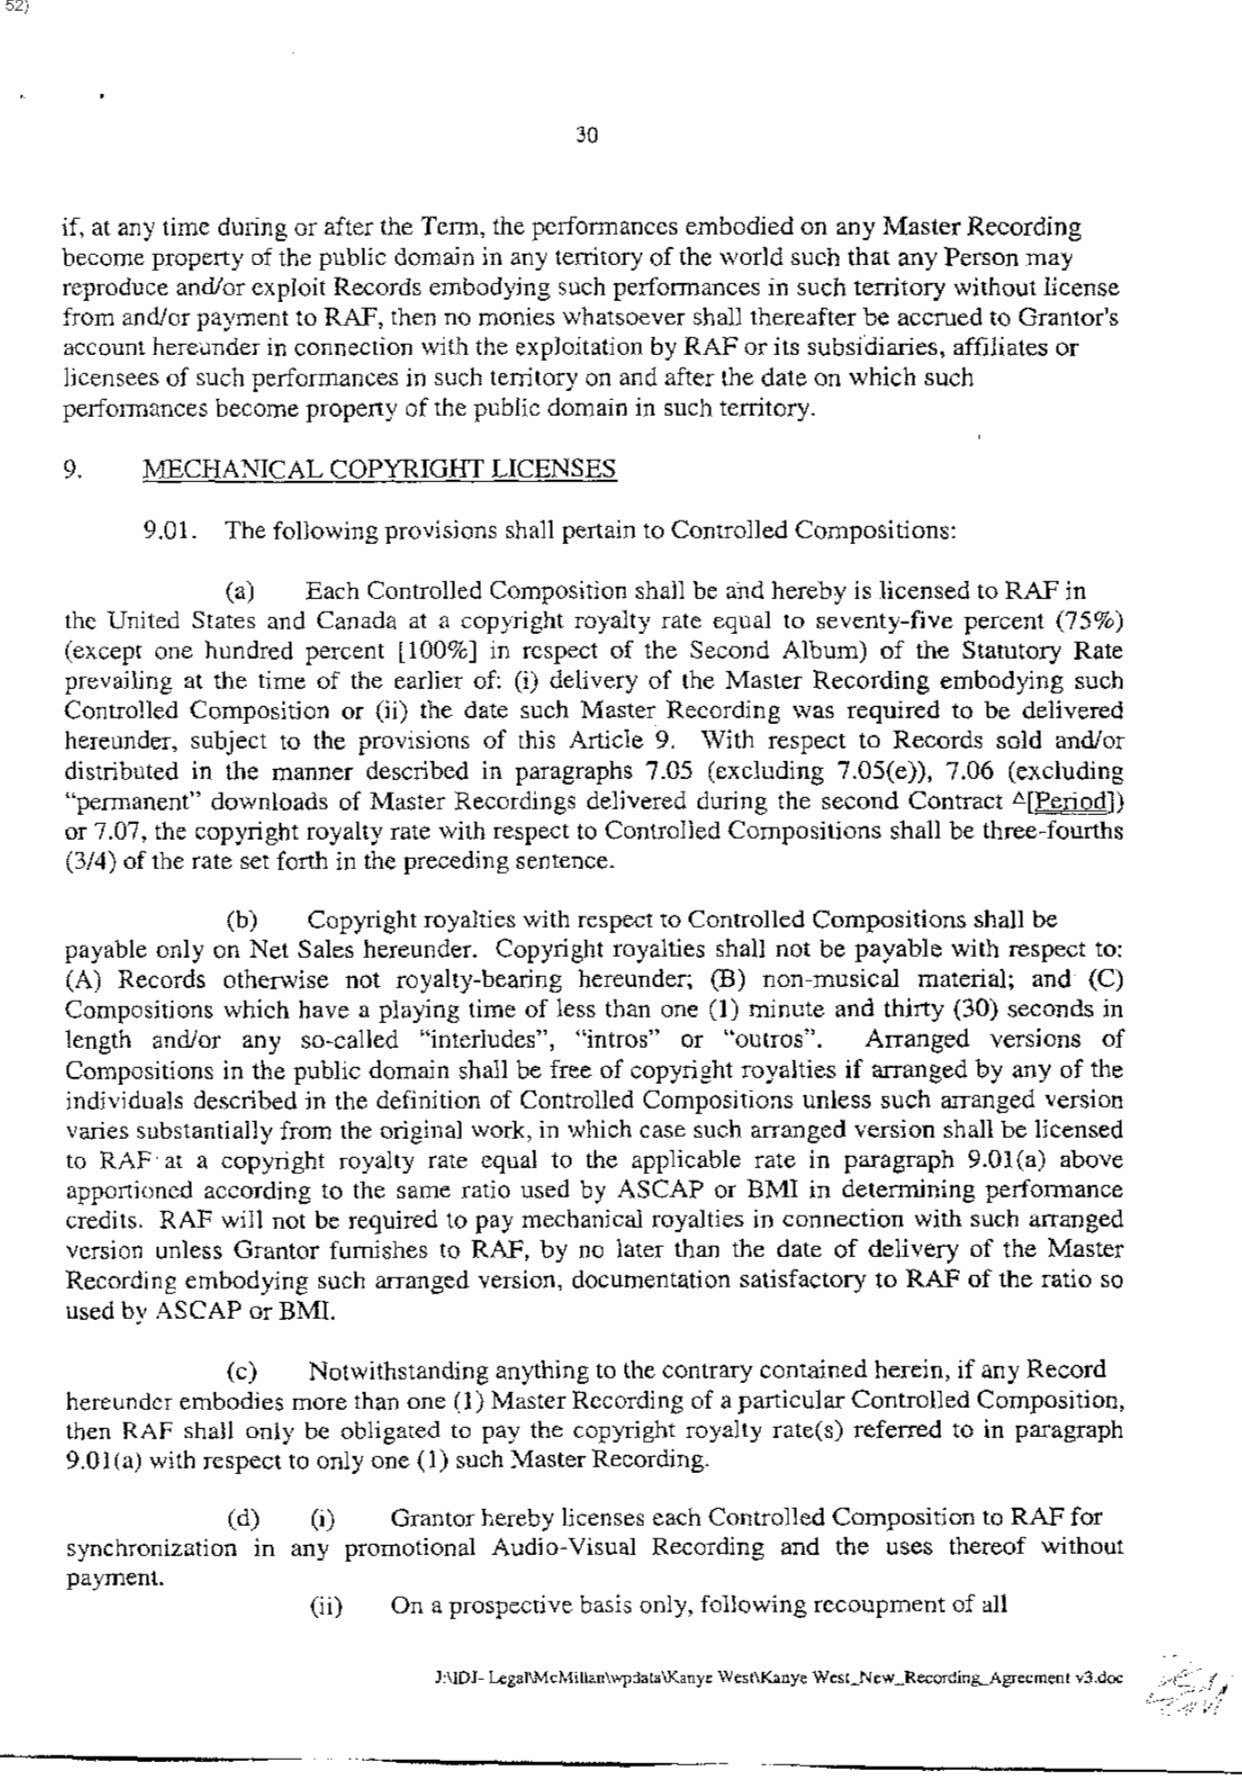 52)
30
if, at any time during or after the Term, the performances embodied on any Master Recording
become property of the public domain in any territory of the world such that any Person may
reproduce and/or exploit Records embodying such performances in such territory without license
from and/or payment to RAF, then no monies whatsoever shall thereafter be accrued to Grantor's
account hereunder in connection with the exploitation by RAF or its subsidiaries, affiliates or
licensees of such performances in such territory on and after the date on which such
performances become property of the public domain in such territory.
9. MECHANICAL COPYRIGHT LICENSES
9.01. The following provisions shall pertain to Controlled Compositions:
(a) Each Controlled Composition shall be and hereby is licensed to RAF in
the United States and Canada at a copyright royalty rate equal to seventy-five percent (75%)
(except one hundred percent [100%] in respect of the Second Album) of the Statutory Rate
prevailing at the time of the earlier of: (i) delivery of the Master Recording embodying such
Controlled Composition or (ii) the date such Master Recording was required to be delivered
hereunder, subject to the provisions of this Article 9. With respect to Records sold and/or
distributed in the manner described in paragraphs 7.05 (excluding 7.05(e)), 7.06 (excluding
“permanent” downloads of Master Recordings delivered during the second Contract ∆[Period])
or 7.07, the copyright royalty rate with respect to Controlled Compositions shall be three-fourths
(3/4) of the rate set forth in the preceding sentence.
(b) Copyright royalties with respect to Controlled Compositions shall be
payable only on Net Sales hereunder. Copyright royalties shall not be payable with respect to:
(A) Records otherwise not royalty-bearing hereunder; (B) non-musical material; and (C)
Compositions which have a playing time of less than one (1) minute and thirty (30) seconds in
length and/or any so-called “interludes”, “intros” or “outros”. Arranged versions of
Compositions in the public domain shall be free of copyright royalties if arranged by any of the
individuals described in the definition of Controlled Compositions unless such arranged version
varies substantially from the original work, in which case such arranged version shall be licensed
to RAF at a copyright royalty rate equal to the applicable rate in paragraph 9.01(a) above
apportioned according to the same ratio used by ASCAP or BMI in determining performance
credits. RAF will not be required to pay mechanical royalties in connection with such arranged
version unless Grantor furnishes to RAF, by no later than the date of delivery of the Master
Recording embodying such arranged version, documentation satisfactory to RAF of the ratio so
used by ASCAP or BMI.
(c) Notwithstanding anything to the contrary contained herein, if any Record
hereunder embodies more than one (1) Master Recording of a particular Controlled Composition,
then RAF shall only be obligated to pay the copyright royalty rate(s) referred to in paragraph
9.01(a) with respect to only one (1) such Master Recording.
(d) (i) Grantor hereby licenses each Controlled Composition to RAF for
synchronization in any promotional Audio-Visual Recording and the uses thereof without
payment.
(ii) On a prospective basis only, following recoupment of all
J:\IDJ- Legal\McMillan\wpdata\Kanye West\Kanye West_New_Recording_Agreement v3.doc